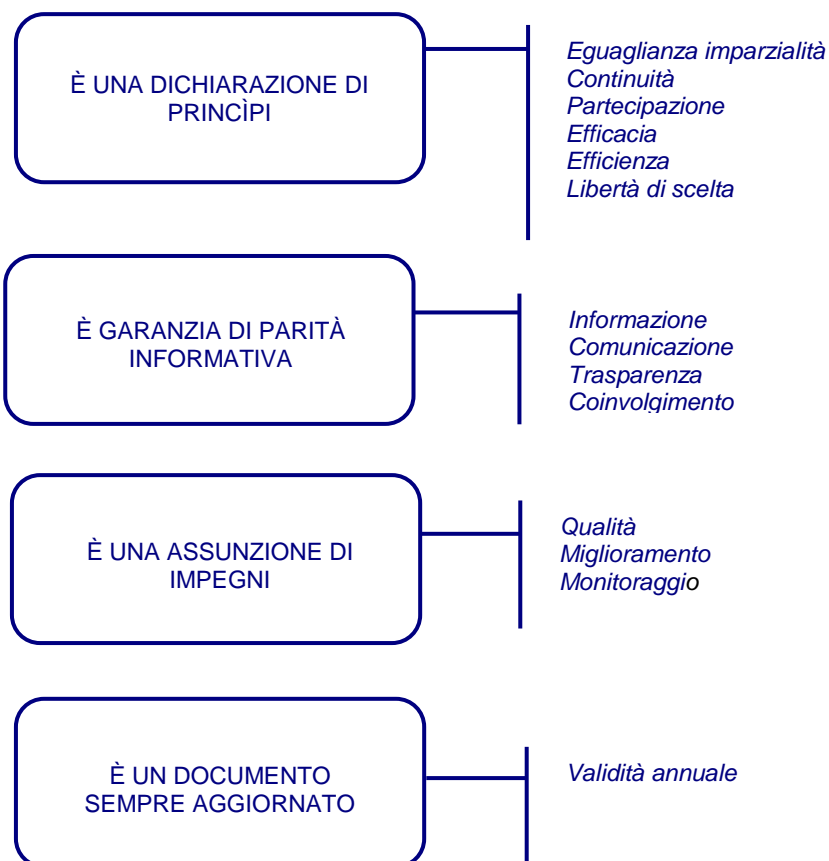 È UNA DICHIARAZIONE DI
PRINCÌPI
Eguaglianza imparzialità
Continuità
Partecipazione
Efficacia
Efficienza
Libertà di scelta
È GARANZIA DI PARITÀ
INFORMATIVA
Informazione
Comunicazione
Trasparenza
Coinvolgimento
È UNA ASSUNZIONE DI
IMPEGNI
Qualità
Miglioramento
Monitoraggio
È UN DOCUMENTO
SEMPRE AGGIORNATO
Validità annuale